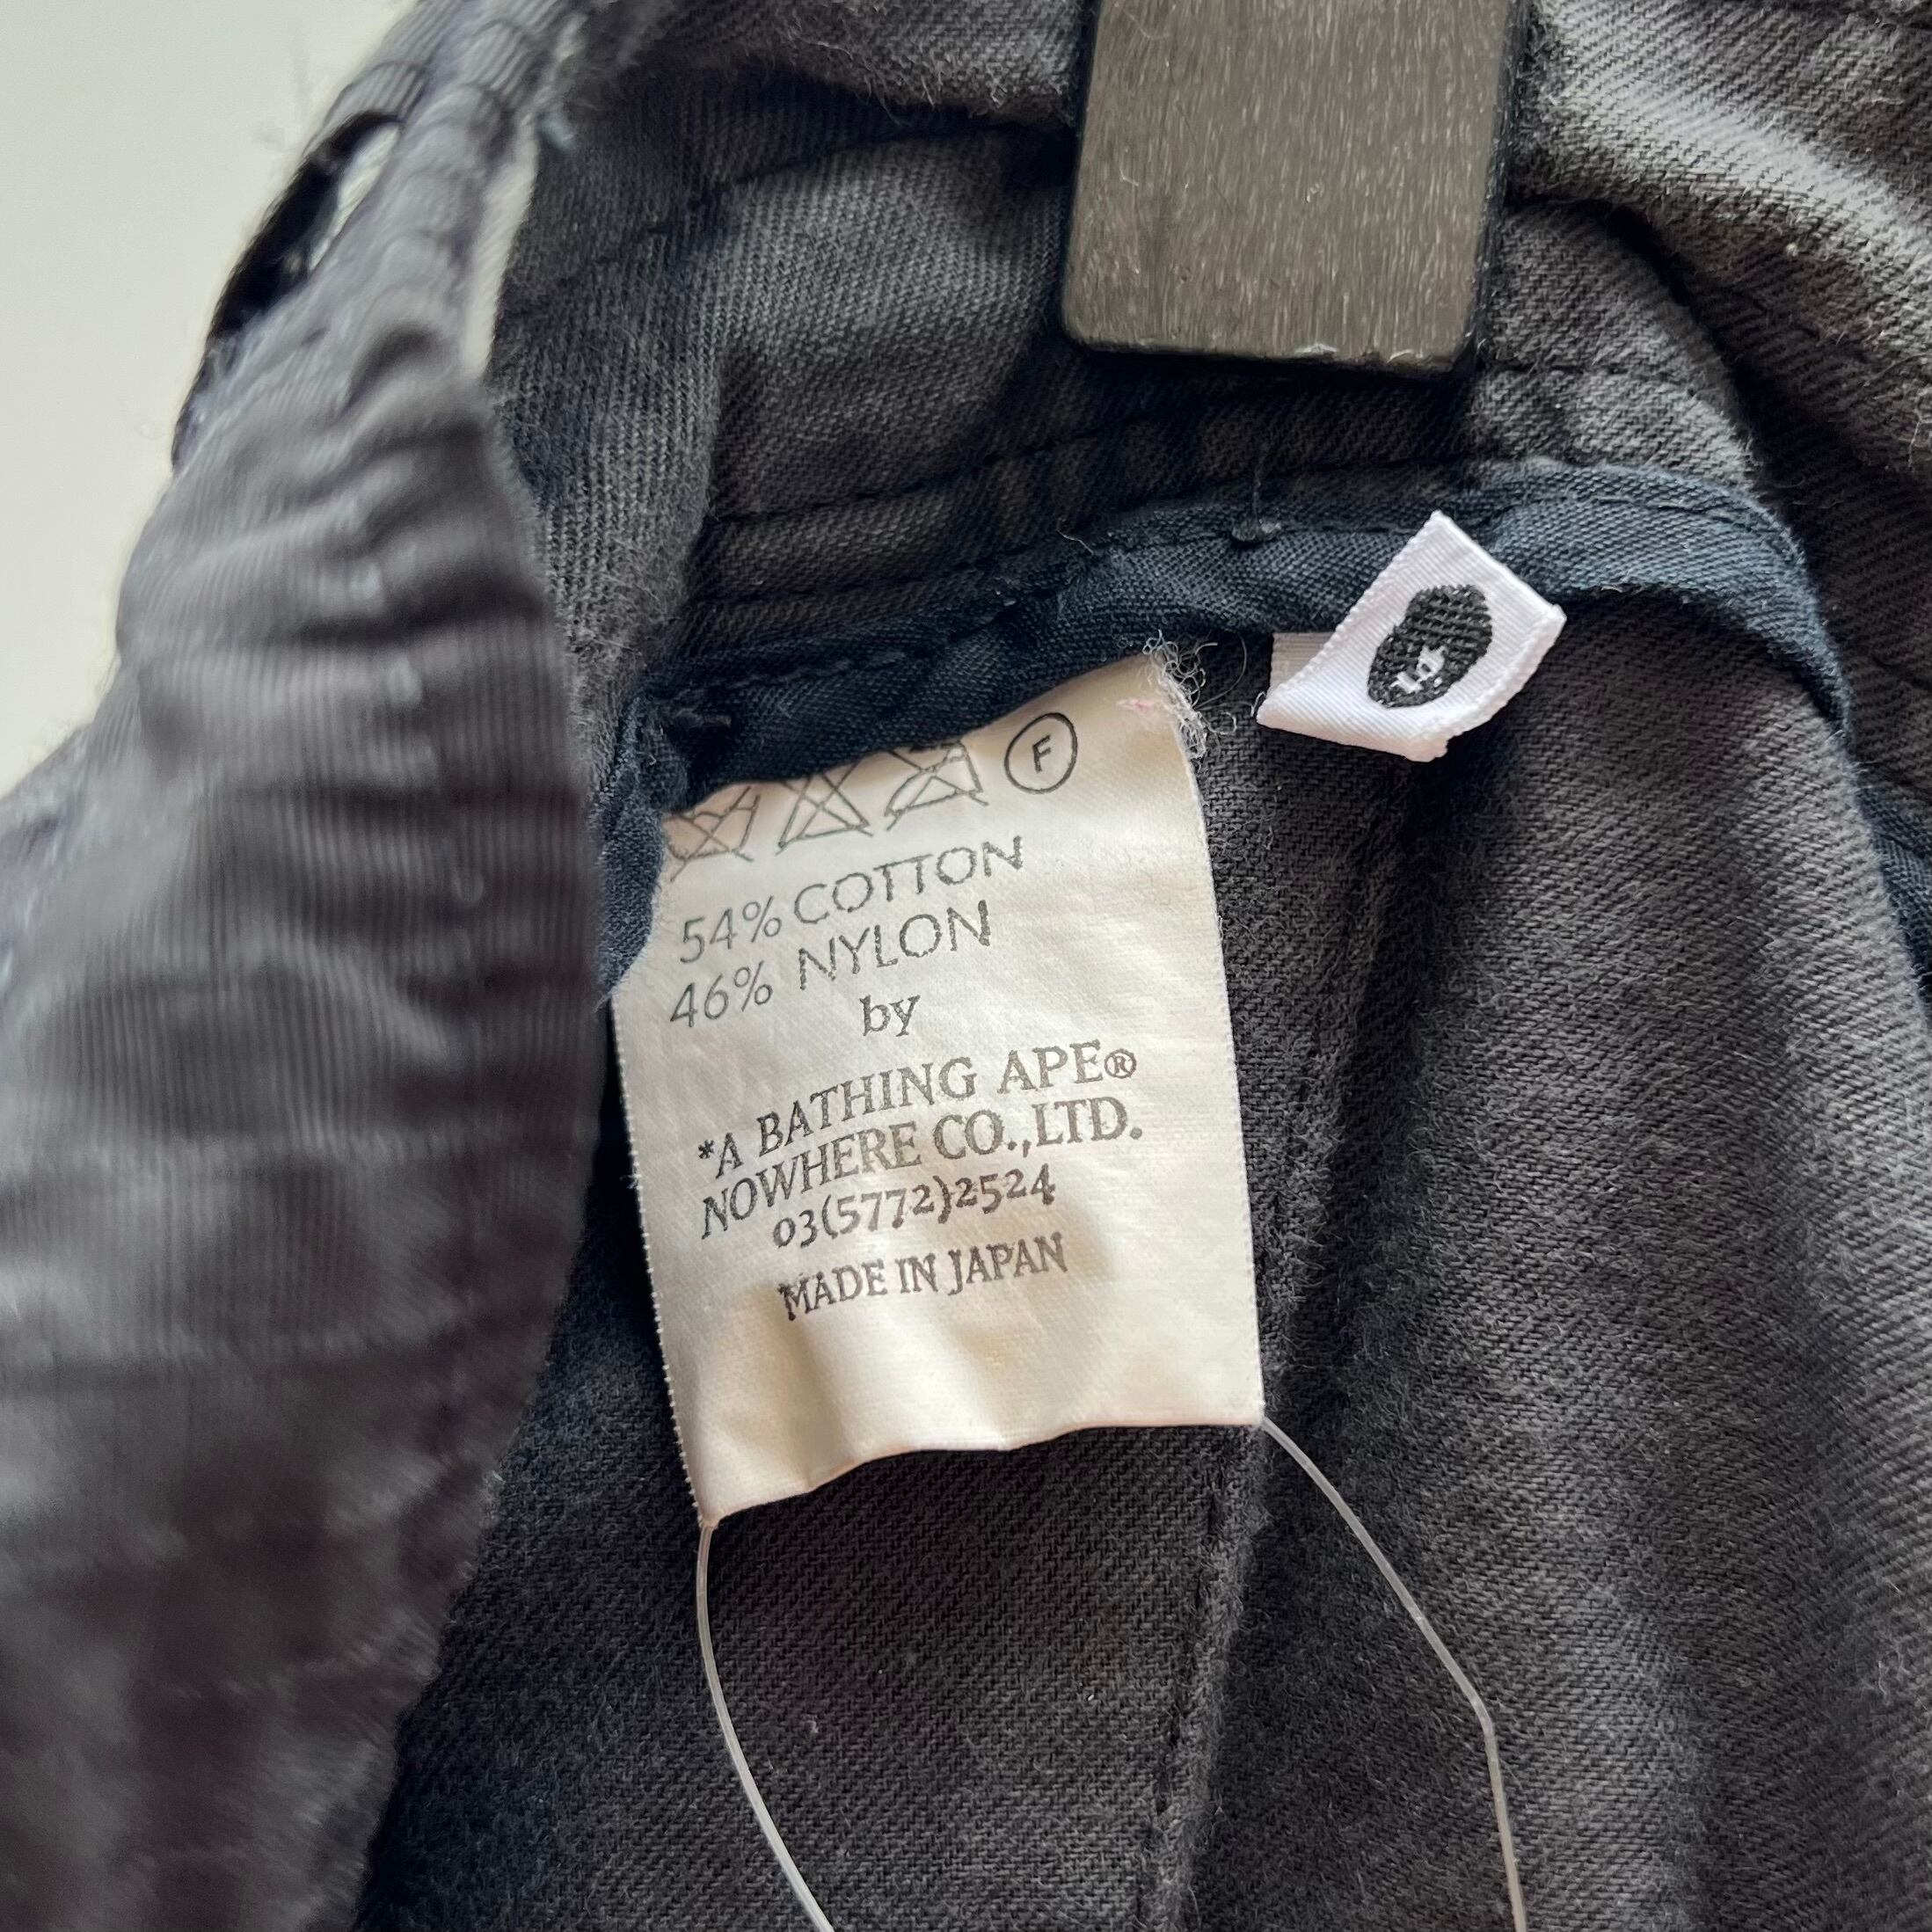 F
54% COTTON
46% NYLON
by
*A BATHING APE®
NOWHERE CO.,LTD.
03(5772)2524
MADE IN JAPAN